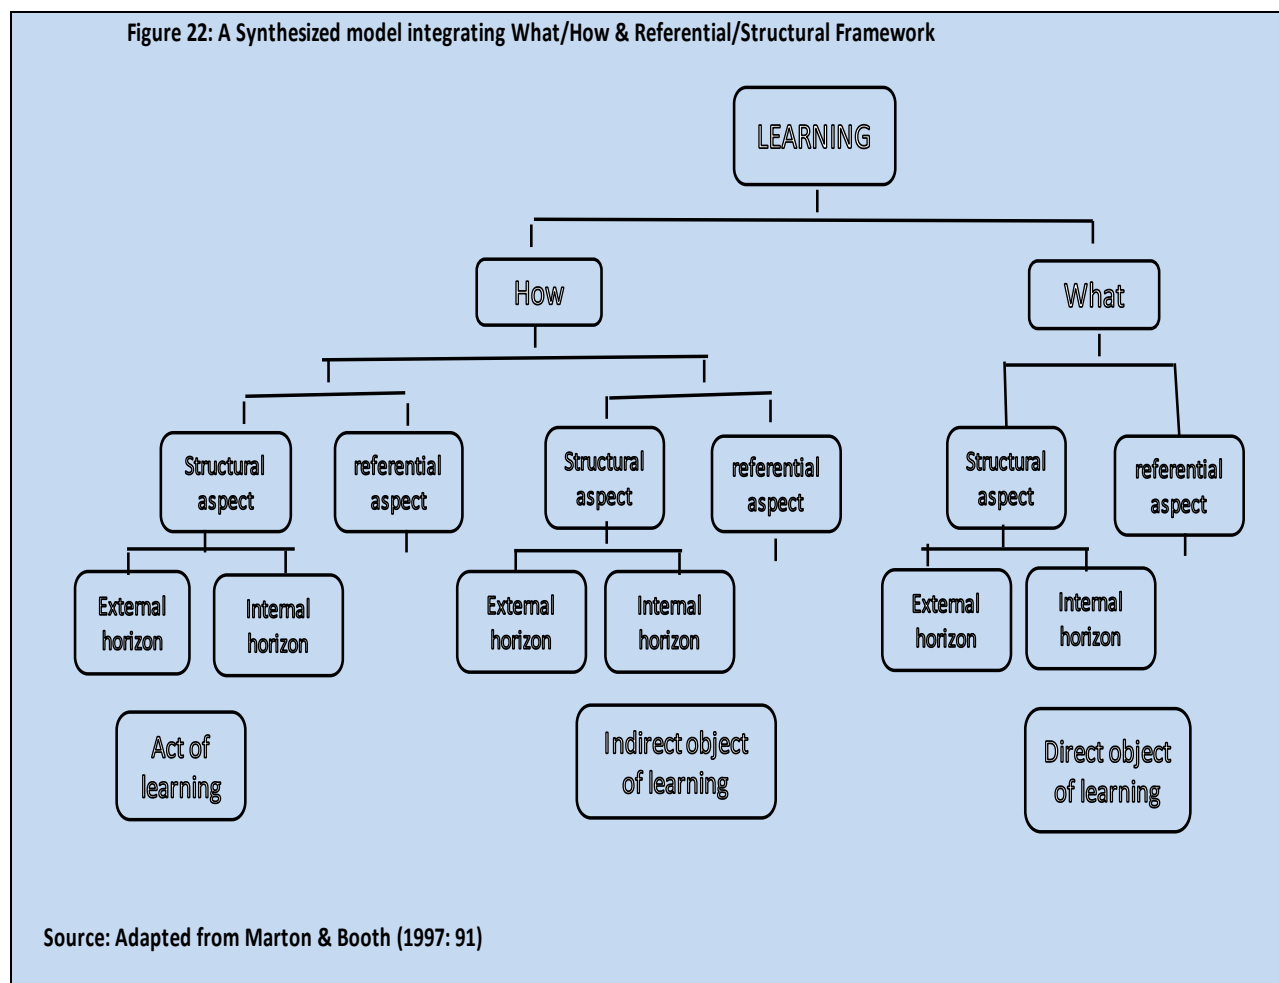 Figure 22: A Synthesized model integrating What/How & Referential/Structural Framework
LEARNING
How
What
Structural
aspect
referential
aspect
Structural
aspect
referential
aspect
Structural
aspect
referential
aspect
External
horizon
Internal
horizon
External
horizon
Internal
horizon
External
horizon
Internal
horizon
Act of
learning
Indirect object
of learning
Direct object
of learning
Source: Adapted from Marton & Booth (1997: 91)